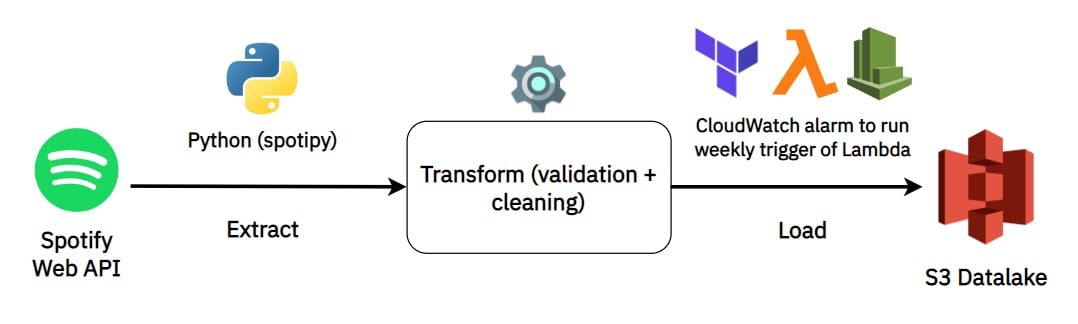 Python (spotipy)
CloudWatch alarm to run
weekly trigger of Lambda
Transform (validation +
cleaning)
Extract
Load
Spotify
Web API
S3 Datalake